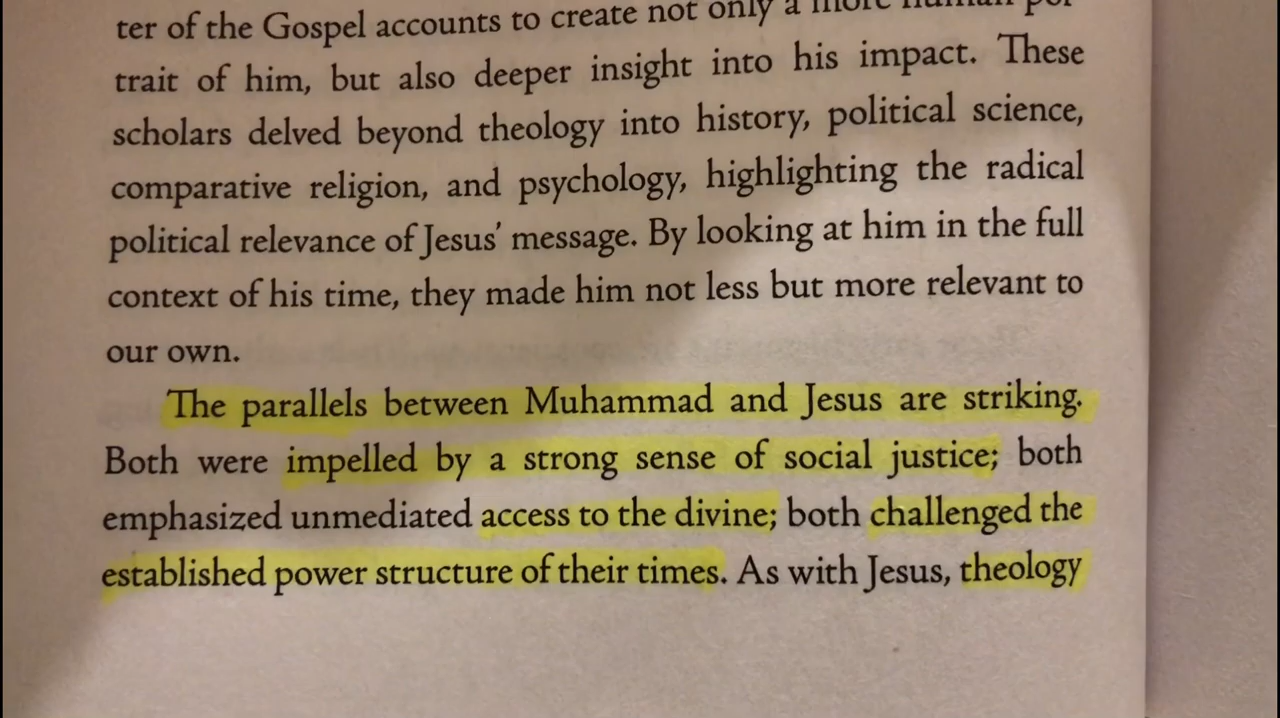 ter of the Gospel accounts to create not only a more human por-
trait of him, but also deeper insight into his impact. These
scholars delved beyond theology into history, political science,
comparative religion, and psychology, highlighting the radical
political relevance of Jesus’ message. By looking at him in the full
context of his time, they made him not less but more relevant to
our own.
The parallels between Muhammad and Jesus are striking.
Both were impelled by a strong sense of social justice; both
emphasized unmediated access to the divine; both challenged the
established power structure of their times. As with Jesus, theology